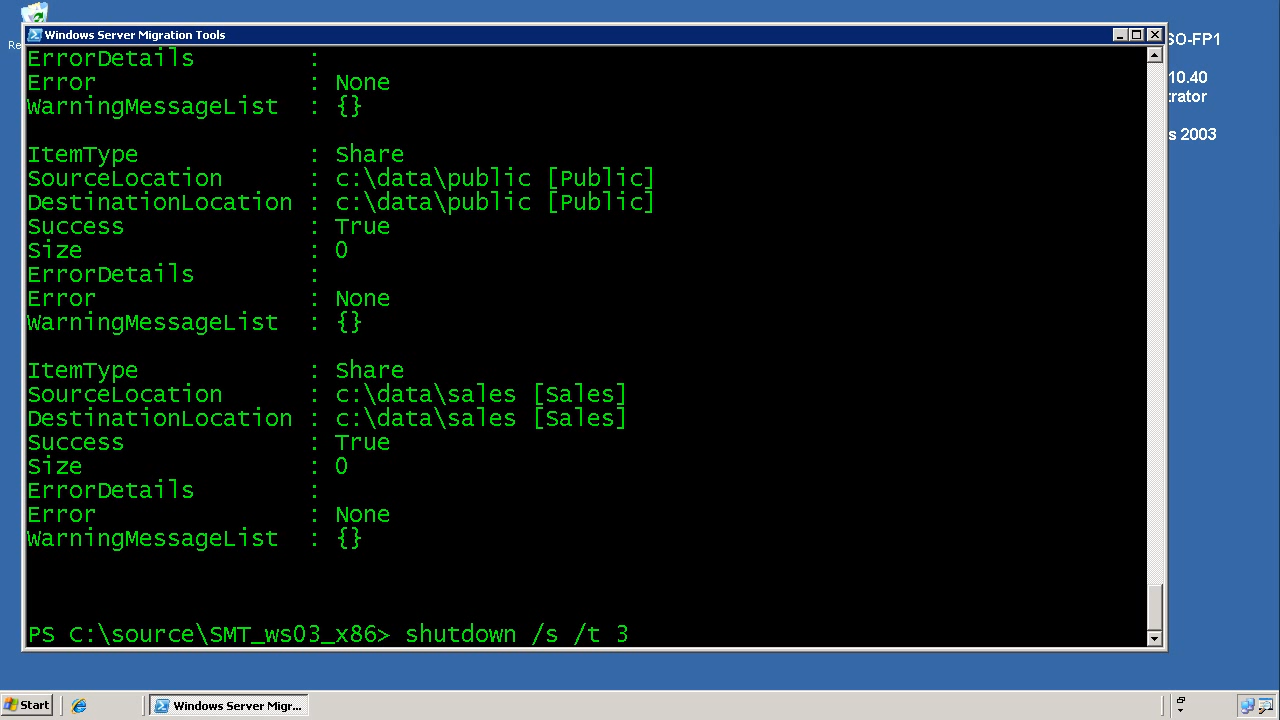 Re
Windows Server Migration Tools
SO-FP1
10.40
trator
s 2003
ErrorDetails :
Error : None
WarningMessageList : {}
ItemType : Share
SourceLocation : c:\data\public [Public]
DestinationLocation : c:\data\public [Public]
Success : True
Size : 0
ErrorDetails :
Error : None
WarningMessageList : {}
ItemType : Share
SourceLocation : c:\data\sales [Sales]
DestinationLocation : c:\data\sales [Sales]
Success : True
Size : 0
ErrorDetails :
Error : None
WarningMessageList : {}
PS C:\source\SMT_ws03_x86> shutdown /s /t 3
Start
Windows Server Migr...